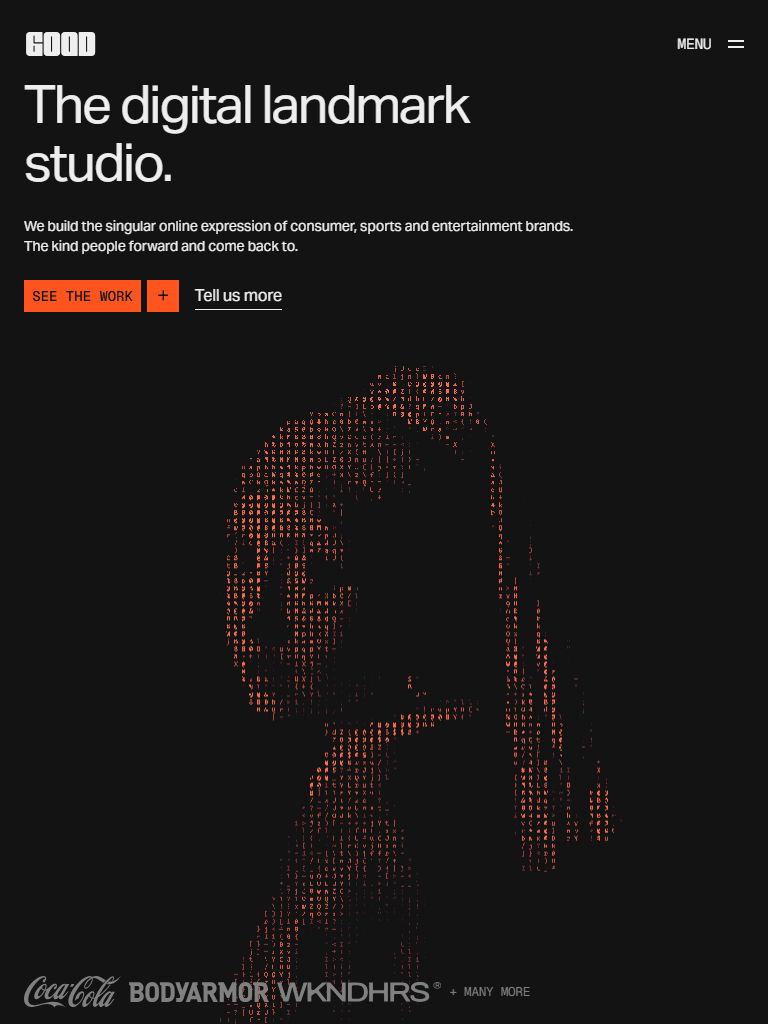 GOOD
MENU
The digital landmark
studio.
We build the singular online expression of consumer, sports and entertainment brands.
The kind people forward and come back to.
SEE THE WORK + Tell us more
Coca-Cola BODYARMOR WKNDHRS ® + MANY MORE